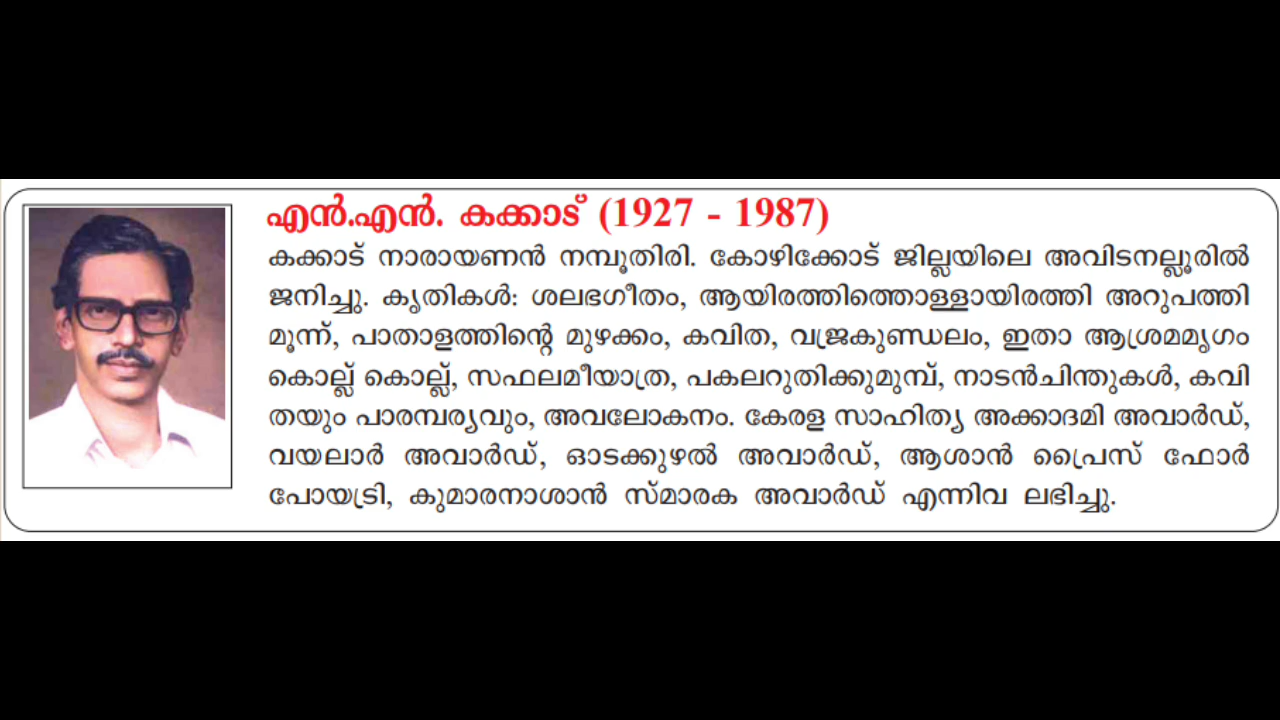 എൻ.എൻ. കക്കാട് (1927 - 1987)
കക്കാട് നാരായണൻ നമ്പൂതിരി. കോഴിക്കോട് ജില്ലയിലെ അവിടനല്ലൂരിൽ
ജനിച്ചു. കൃതികൾ: ശലഭഗീതം, ആയിരത്തിത്തൊള്ളായിരത്തി അറുപത്തി
മൂന്ന്, പാതാളത്തിന്റെ മുഴക്കം, കവിത, വജ്രകുണ്ഡലം, ഇതാ ആശ്രമമൃഗം
കൊല്ല് കൊല്ല്, സഫലമീയാത്ര, പകലറുതിക്കുമുമ്പ്, നാടൻചിന്തുകൾ, കവി
തയും പാരമ്പര്യവും, അവലോകനം. കേരള സാഹിത്യ അക്കാദമി അവാർഡ്,
വയലാർ അവാർഡ്, ഓടക്കുഴൽ അവാർഡ്, ആശാൻ പ്രൈസ് ഫോർ
പോയട്രി, കുമാരനാശാൻ സ്മാരക അവാർഡ് എന്നിവ ലഭിച്ചു.